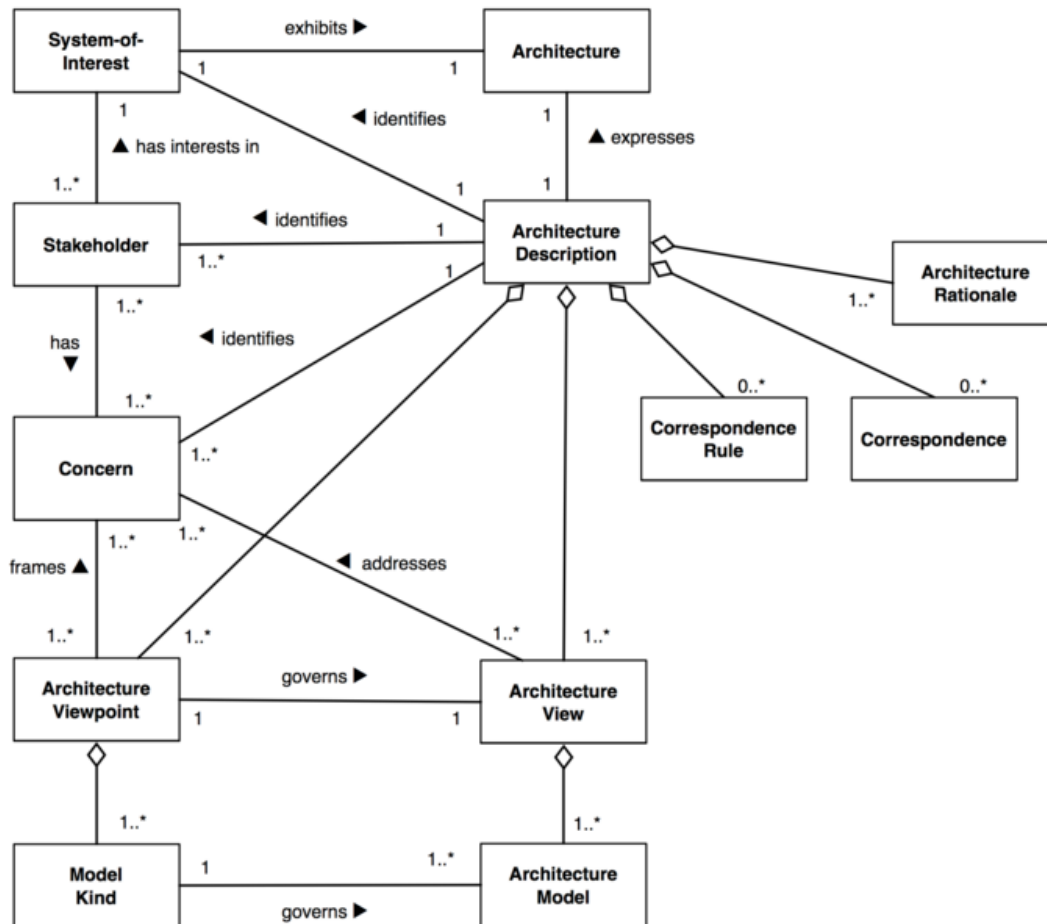 System-of-
Interest
exhibits ▶
Architecture
1
1
1
◀ identifies
1
▲ has interests in
▲ expresses
1..*
1
1
Stakeholder
◀ identifies
1
1..*
Architecture
Description
1
Architecture
Rationale
1..*
1..*
has
▼
◀ identifies
1..*
0..*
0..*
Concern
1..*
Correspondence
Rule
Correspondence
1..*
1..*
frames ▲
◀ addresses
1..*
1..*
1..*
1..*
Architecture
Viewpoint
governs ▶
Architecture
View
1
1
1..*
1..*
Model
Kind
1
1..*
Architecture
Model
governs ▶